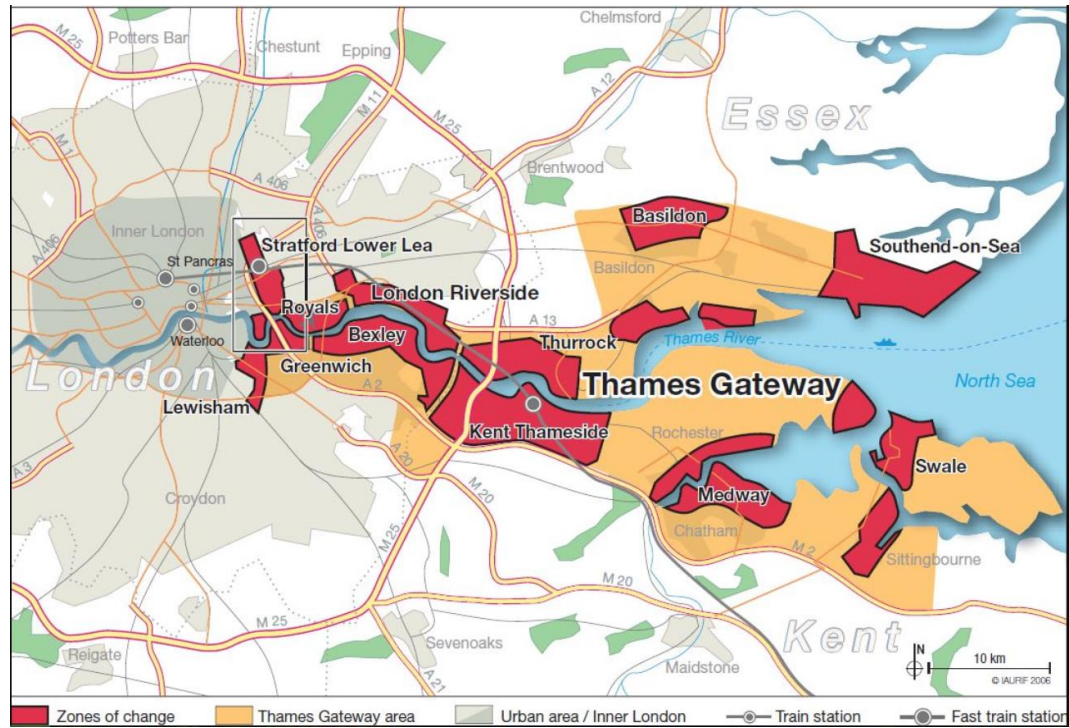 Chelmsford
M 25
Potters Bar
Chestunt
Epping
A 12
M 11
M 25
Essex
M 1
A 406
Brentwood
A 406
A 406
Inner London
Basildon
Stratford Lower Lea
Southend-on-Sea
St Pancras
Basildon
London Riverside
Royals
A 13
Bexley
Thurrock
Thames River
Waterloo
Greenwich
London
A 2
Thames Gateway
North Sea
Lewisham
Kent Thameside
Rochester
A 3
A 20
Swale
M 20
Medway
Croydon
Chatham
M 25
M 2
Sittingbourne
M 20
M 25
Kent
Sevenoaks
N
Reigate
Maidstone
10 km
A 21
© IAURIF 2006
Zones of change
Thames Gateway area
Urban area / Inner London
Train station
Fast train station